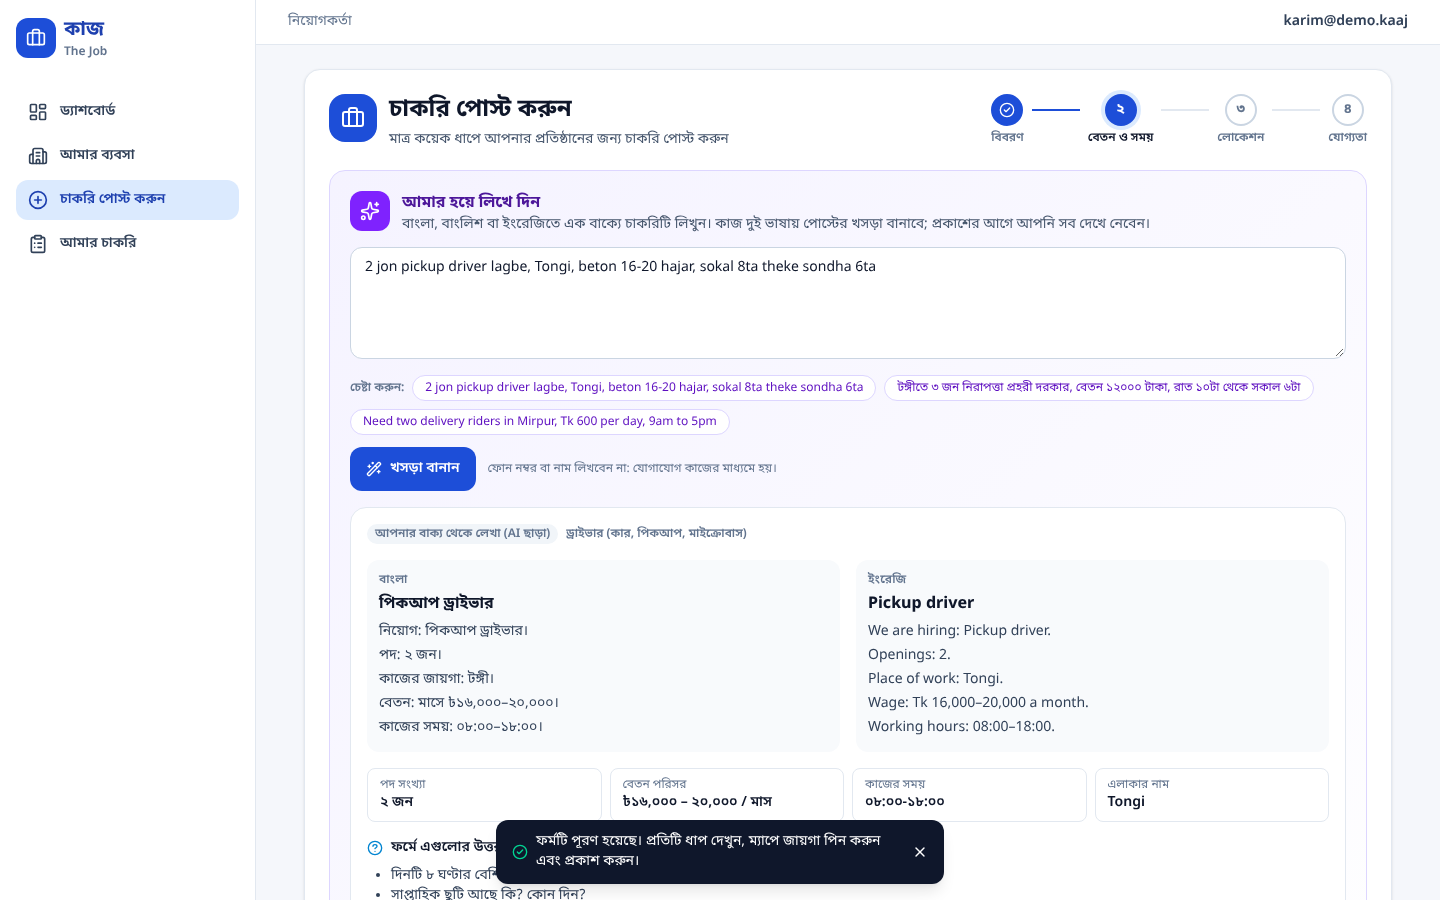 কাজ
The Job
ড্যাশবোর্ড
আমার ব্যবসা
চাকরি পোস্ট করুন
আমার চাকরি
নিয়োগকর্তা
karim@demo.kaaj
চাকরি পোস্ট করুন
মাত্র কয়েক ধাপে আপনার প্রতিষ্ঠানের জন্য চাকরি পোস্ট করুন
বিবরণ
২
বেতন ও সময়
৩
লোকেশন
৪
যোগ্যতা
আমার হয়ে লিখে দিন
বাংলা, বাংলিশ বা ইংরেজিতে এক বাক্যে চাকরিটি লিখুন। কাজ দুই ভাষায় পোস্টের খসড়া বানাবে; প্রকাশের আগে আপনি সব দেখে নেবেন।
2 jon pickup driver lagbe, Tongi, beton 16-20 hajar, sokal 8ta theke sondha 6ta
চেষ্টা করুন:
2 jon pickup driver lagbe, Tongi, beton 16-20 hajar, sokal 8ta theke sondha 6ta
টঙ্গীতে ৩ জন নিরাপত্তা প্রহরী দরকার, বেতন ১২০০০ টাকা, রাত ১০টা থেকে সকাল ৬টা
Need two delivery riders in Mirpur, Tk 600 per day, 9am to 5pm
খসড়া বানান
ফোন নম্বর বা নাম লিখবেন না: যোগাযোগ কাজের মাধ্যমে হয়।
আপনার বাক্য থেকে লেখা (AI ছাড়া)
ড্রাইভার (কার, পিকআপ, মাইক্রোবাস)
বাংলা
পিকআপ ড্রাইভার
নিয়োগ: পিকআপ ড্রাইভার।
পদ: ২ জন।
কাজের জায়গা: টঙ্গী।
বেতন: মাসে ৳১৬,০০০–২০,০০০।
কাজের সময়: ০৮:০০–১৮:০০।
ইংরেজি
Pickup driver
We are hiring: Pickup driver.
Openings: 2.
Place of work: Tongi.
Wage: Tk 16,000–20,000 a month.
Working hours: 08:00–18:00.
পদ সংখ্যা
২ জন
বেতন পরিসর
৳১৬,০০০ – ২০,০০০ / মাস
কাজের সময়
০৮:০০-১৮:০০
এলাকার নাম
Tongi
ফর্মে এগুলোর
দিনটি ৮ ঘণ্টার
সাপ্তাহিক ছুটি আছে কি? কোন দিন?
ফর্মটি পূরণ হয়েছে। প্রতিটি ধাপ দেখুন, ম্যাপে জায়গা পিন করুন
এবং প্রকাশ করুন।